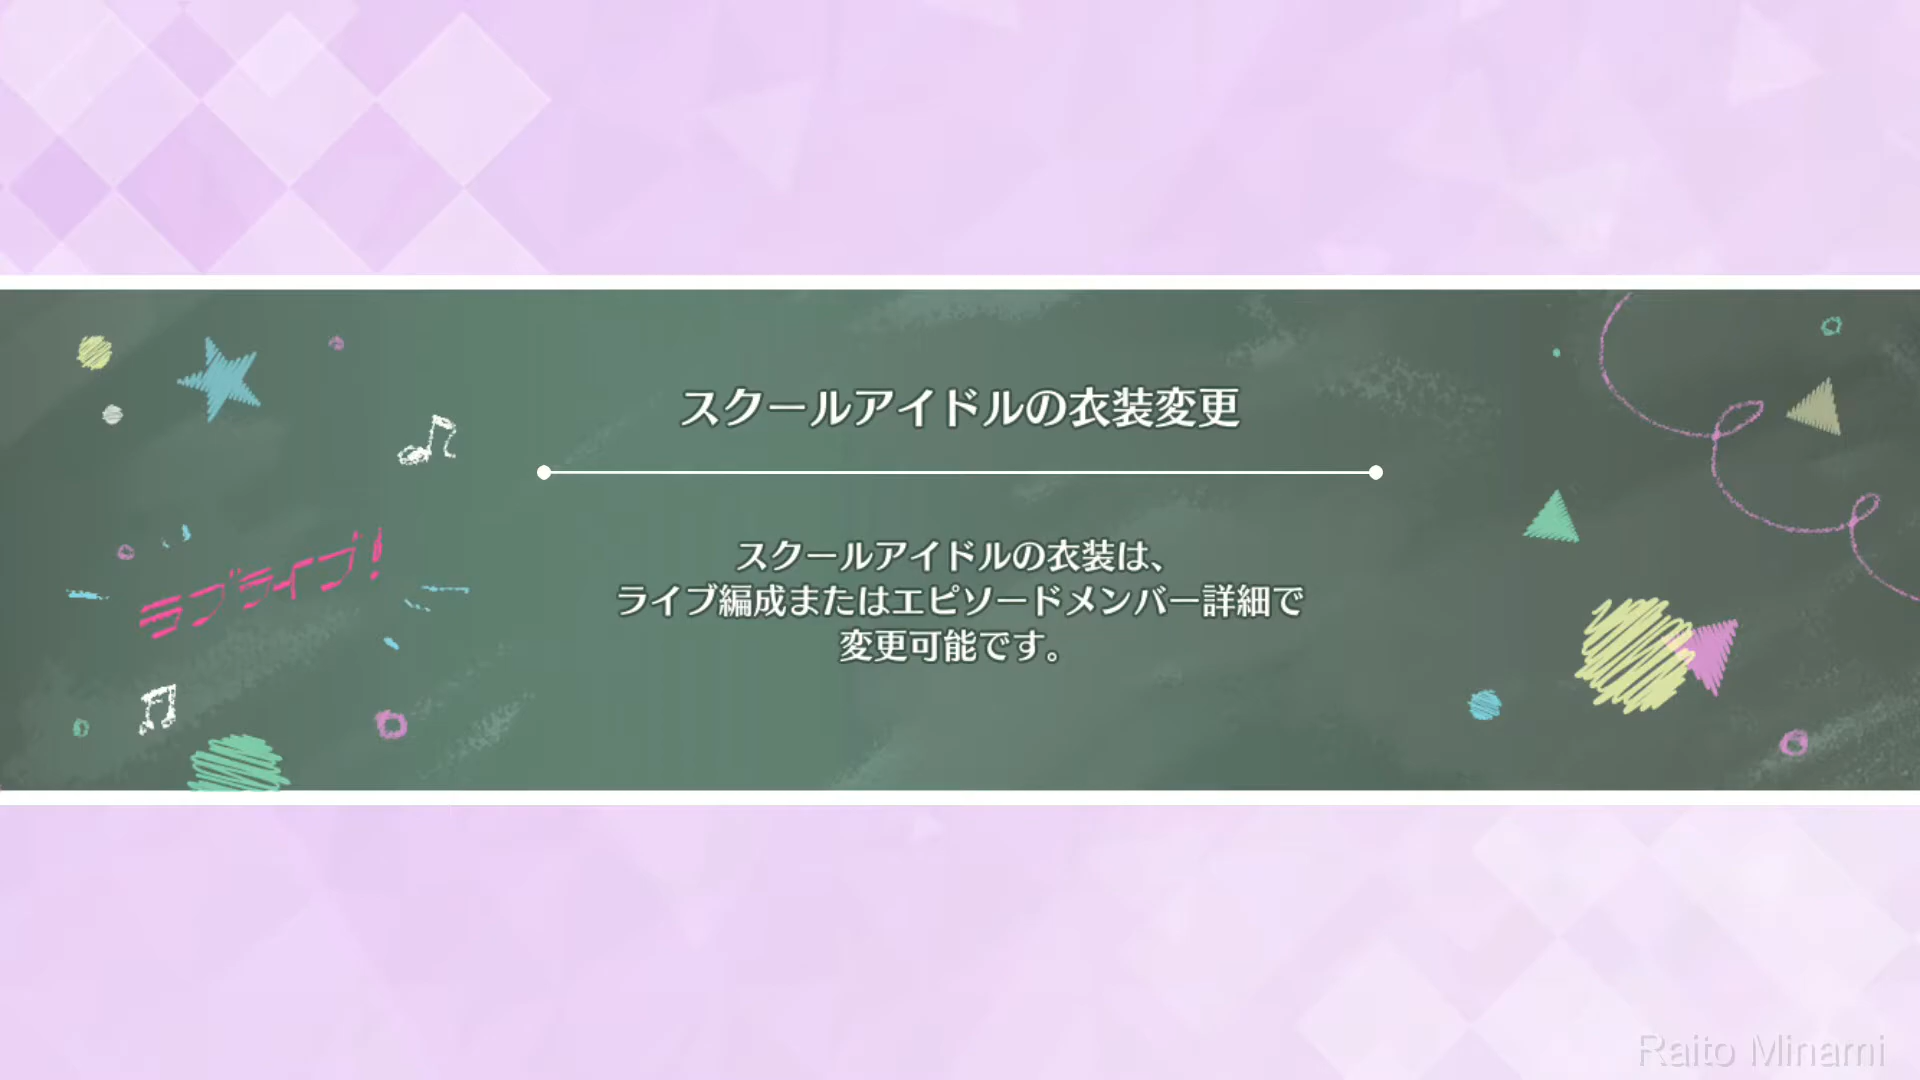 スクールアイドルの衣装変更
スクールアイドルの衣装は、
ライブ編成またはエピソードメンバー詳細で
変更可能です。
ラブライブ!
Raito Minami